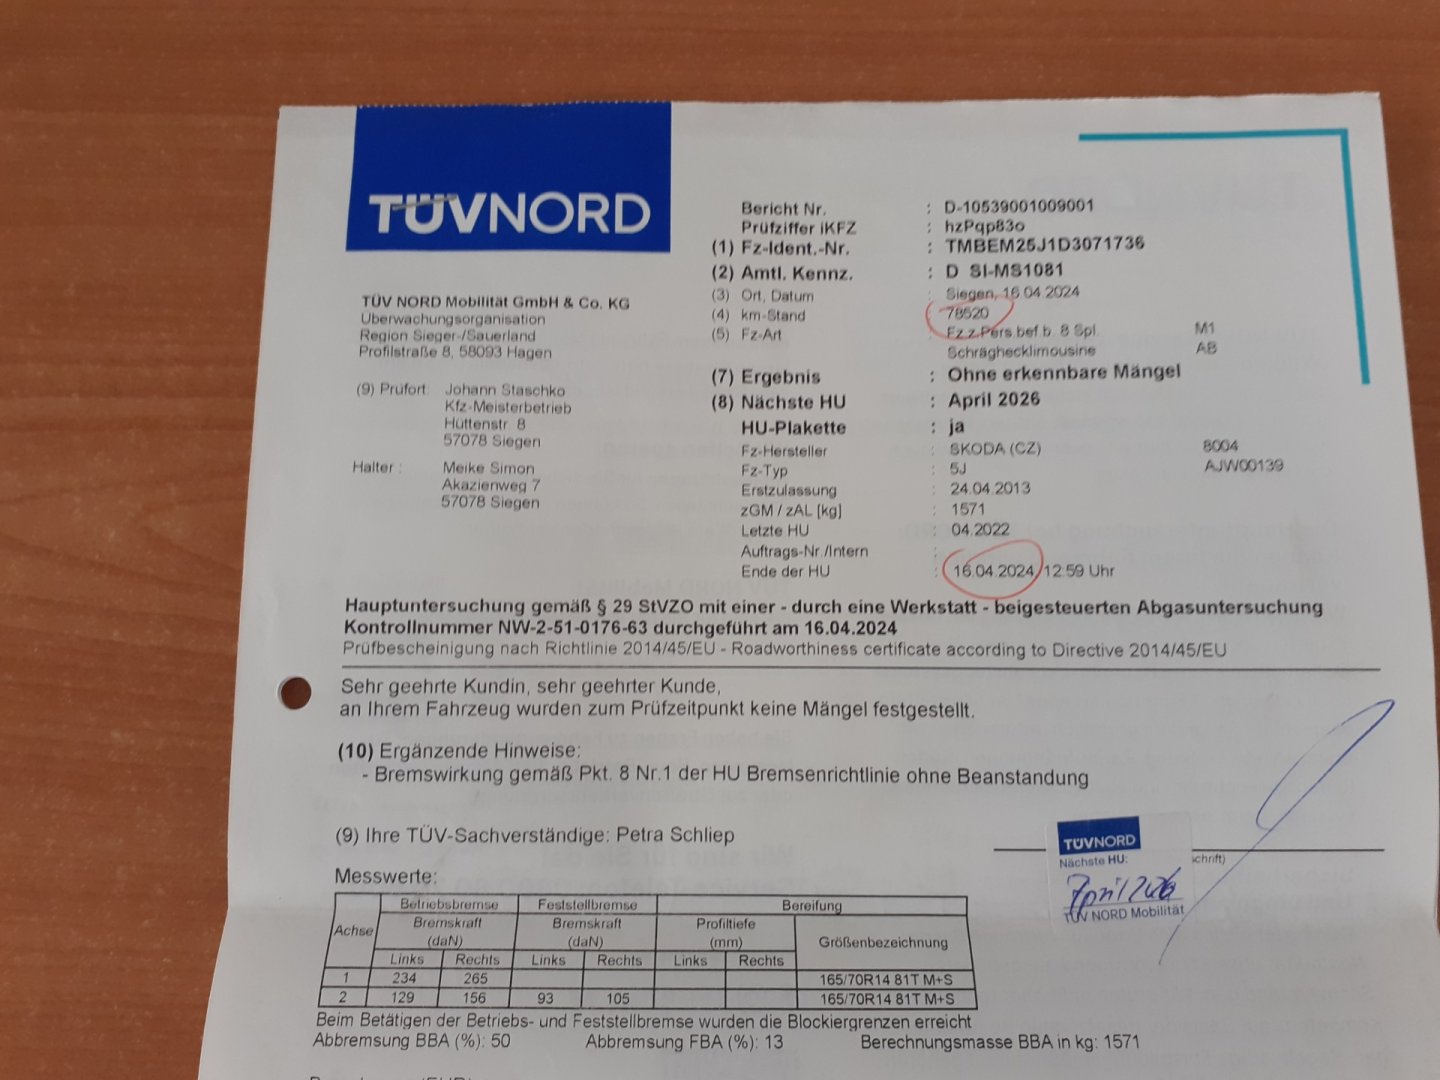 TÜVNORD
Bericht Nr. : D-10539001009001
Prüfziffer iKFZ : hzPqp83o
(1) Fz-Ident.-Nr. : TMBEM25J1D3071736
(2) Amtl. Kennz. : D SI-MS1081
(3) Ort, Datum : Siegen, 16.04.2024
(4) km-Stand : 78520
(5) Fz-Art : Fz.z.Pers.bef.b. 8 Spl. M1
Schräghecklimousine AB
(7) Ergebnis : Ohne erkennbare Mängel
(8) Nächste HU : April 2026
HU-Plakette : ja
Fz-Hersteller : SKODA (CZ) 8004
Fz-Typ : 5J AJW00139
Erstzulassung : 24.04.2013
zGM / zAL [kg] : 1571
Letzte HU : 04.2022
Auftrags-Nr./Intern :
Ende der HU : 16.04.2024 12:59 Uhr
TÜV NORD Mobilität GmbH & Co. KG
Überwachungsorganisation
Region Sieger-/Sauerland
Profilstraße 8, 58093 Hagen
(9) Prüfort: Johann Staschko
Kfz-Meisterbetrieb
Hüttenstr. 8
57078 Siegen
Halter : Meike Simon
Akazienweg 7
57078 Siegen
Hauptuntersuchung gemäß § 29 StVZO mit einer - durch eine Werkstatt - beigesteuerten Abgasuntersuchung
Kontrollnummer NW-2-51-0176-63 durchgeführt am 16.04.2024
Prüfbescheinigung nach Richtlinie 2014/45/EU - Roadworthiness certificate according to Directive 2014/45/EU
Sehr geehrte Kundin, sehr geehrter Kunde,
an Ihrem Fahrzeug wurden zum Prüfzeitpunkt keine Mängel festgestellt.
(10) Ergänzende Hinweise:
- Bremswirkung gemäß Pkt. 8 Nr.1 der HU Bremsenrichtlinie ohne Beanstandung
(9) Ihre TÜV-Sachverständige: Petra Schliep
TÜVNORD
Nächste HU:
April 2026
TÜV NORD Mobilität
chrift)
Messwerte:
Achse Betriebsbremse Feststellbremse Bereifung
Bremskraft (daN) Bremskraft (daN) Profiltiefe (mm) Größenbezeichnung
Links Rechts Links Rechts Links Rechts
1 234 265 165/70R14 81T M+S
2 129 156 93 105 165/70R14 81T M+S
Beim Betätigen der Betriebs- und Feststellbremse wurden die Blockiergrenzen erreicht
Abbremsung BBA (%): 50 Abbremsung FBA (%): 13 Berechnungsmasse BBA in kg: 1571